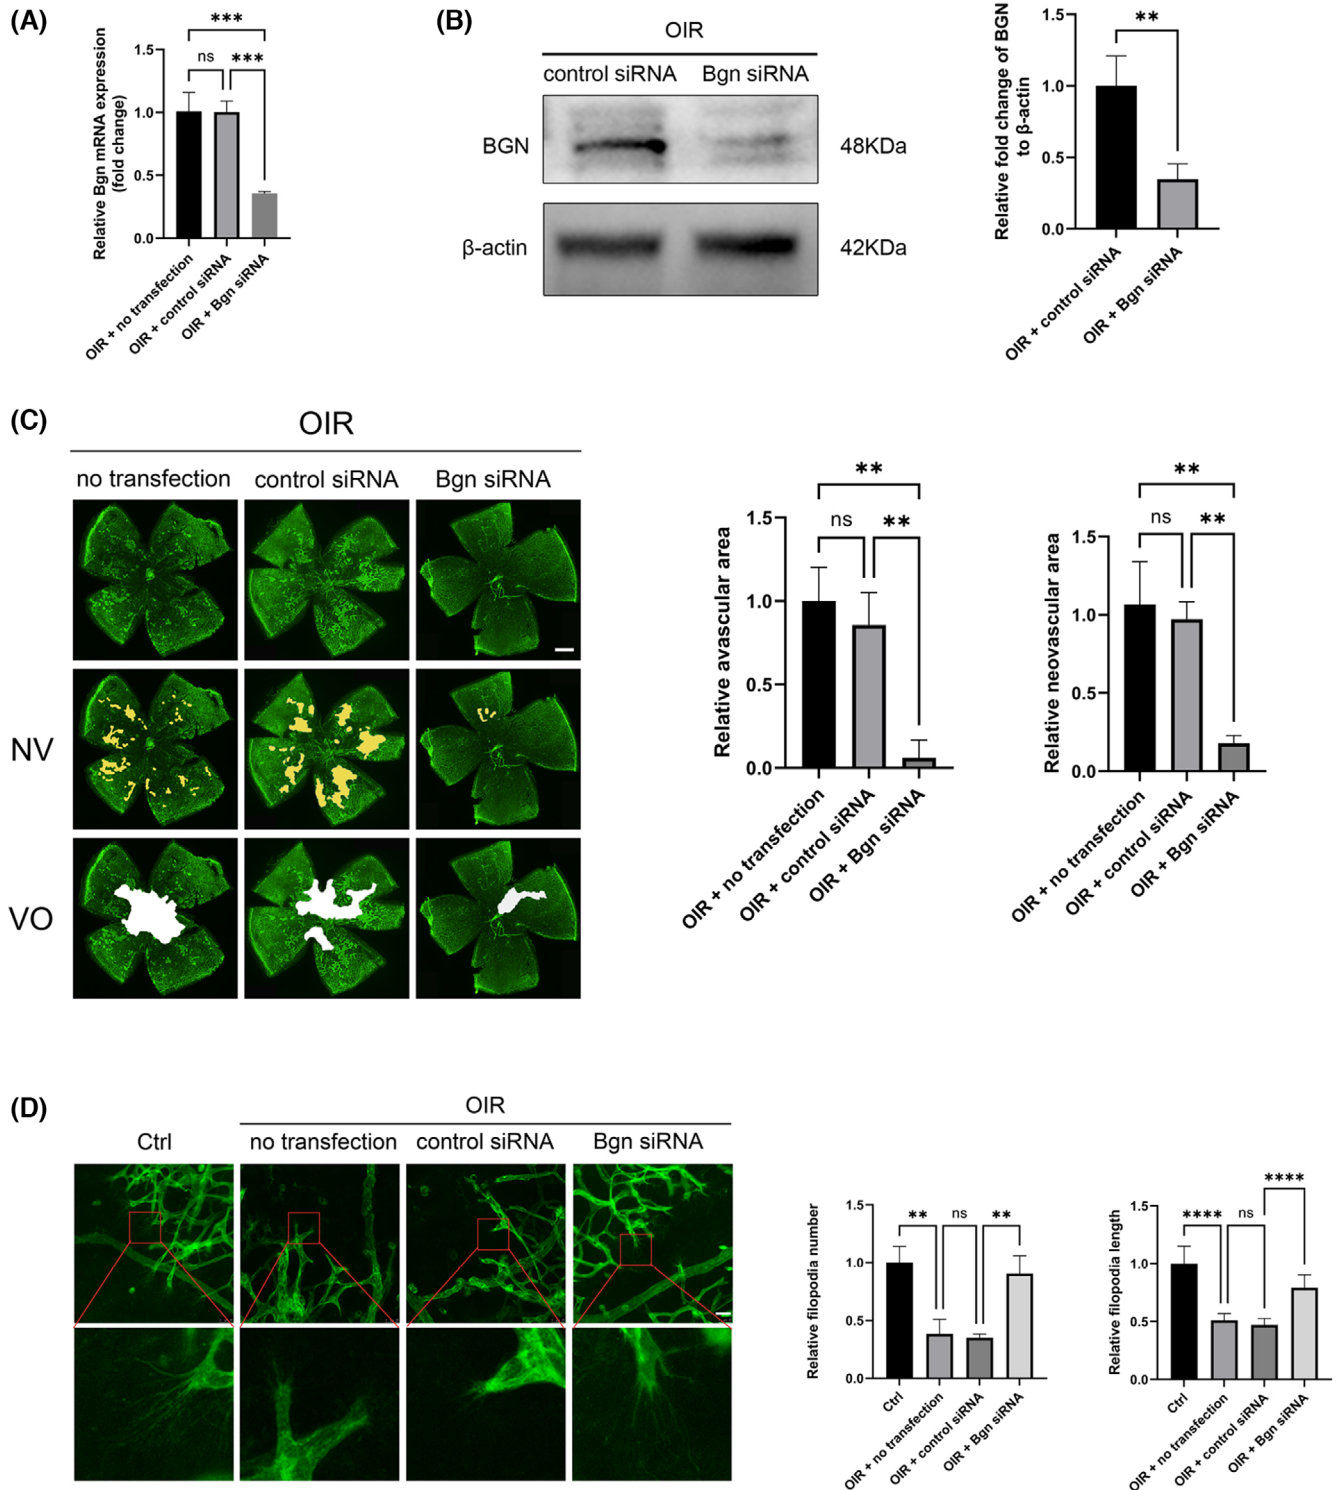 (A)
***
ns
***
Relative Bgn mRNA expression
(fold change)
1.5
1.0
0.5
0.0
OIR + no transfection
OIR + control siRNA
OIR + Bgn siRNA
(B)
OIR
control siRNA
Bgn siRNA
BGN
48KDa
β-actin
42KDa
**
Relative fold change of BGN
to β-actin
1.5
1.0
0.5
0.0
OIR + control siRNA
OIR + Bgn siRNA
(C)
OIR
no transfection
control siRNA
Bgn siRNA
NV
VO
**
ns
**
Relative avascular area
1.5
1.0
0.5
0.0
OIR + no transfection
OIR + control siRNA
OIR + Bgn siRNA
**
ns
**
Relative neovascular area
1.5
1.0
0.5
0.0
OIR + no transfection
OIR + control siRNA
OIR + Bgn siRNA
(D)
OIR
Ctrl
no transfection
control siRNA
Bgn siRNA
**
ns
**
Relative filopodia number
1.5
1.0
0.5
0.0
Ctrl
OIR + no transfection
OIR + control siRNA
OIR + Bgn siRNA
****
****
ns
Relative filopodia length
1.5
1.0
0.5
0.0
Ctrl
OIR + no transfection
OIR + control siRNA
OIR + Bgn siRNA